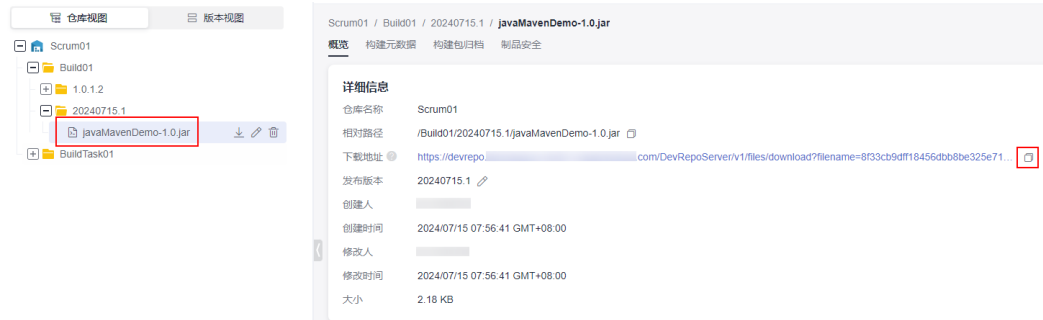 仓库视图
版本视图
Scrum01
Build01
1.0.1.2
20240715.1
javaMavenDemo-1.0.jar
BuildTask01
Scrum01 / Build01 / 20240715.1 / javaMavenDemo-1.0.jar
概览 构建元数据 构建包归档 制品安全
详细信息
仓库名称 Scrum01
相对路径 /Build01/20240715.1/javaMavenDemo-1.0.jar
下载地址 https://devrepo. .com/DevRepoServer/v1/files/download?filename=8f33cb9dff18456dbb8be325e71...
发布版本 20240715.1
创建人
创建时间 2024/07/15 07:56:41 GMT+08:00
修改人
修改时间 2024/07/15 07:56:41 GMT+08:00
大小 2.18 KB